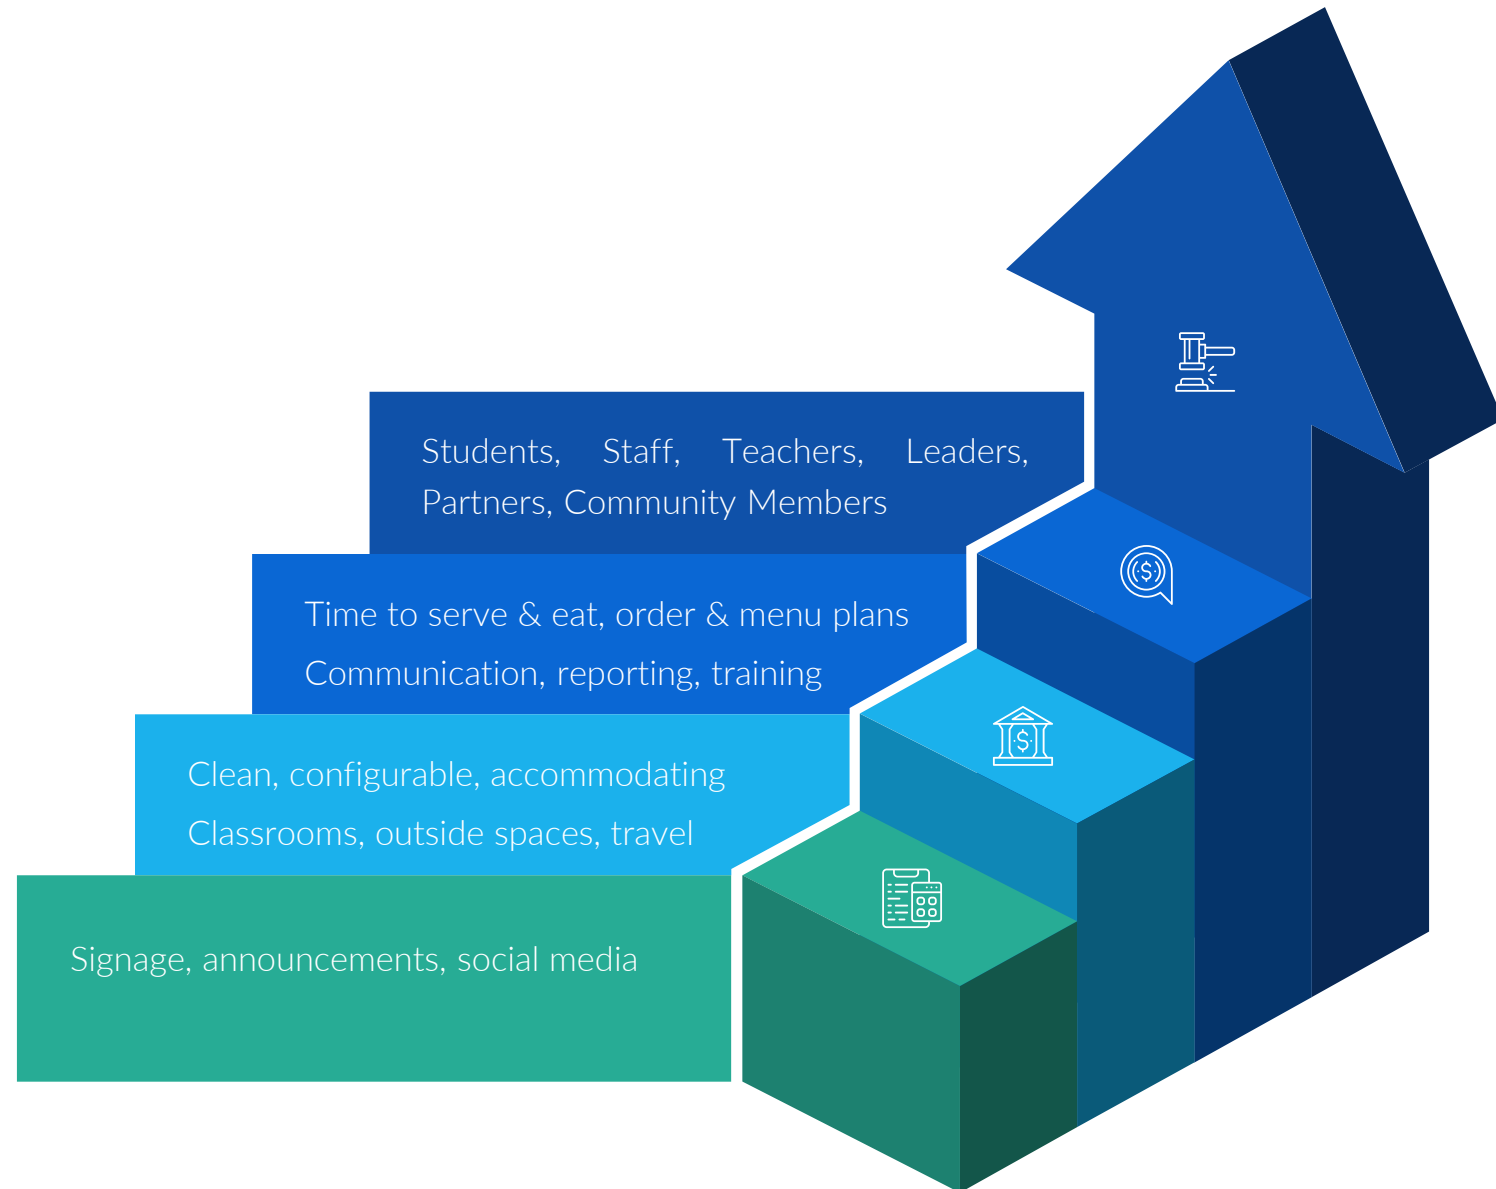 Students, Staff, Teachers, Leaders,
Partners, Community Members
Time to serve & eat, order & menu plans
Communication, reporting, training
Clean, configurable, accommodating
Classrooms, outside spaces, travel
Signage, announcements, social media
$
$